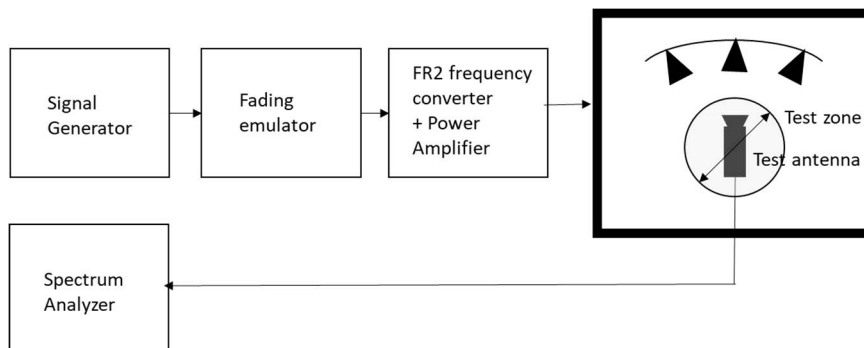 Signal
Generator
Fading
emulator
FR2 frequency
converter
+ Power
Amplifier
Test zone
Test antenna
Spectrum
Analyzer